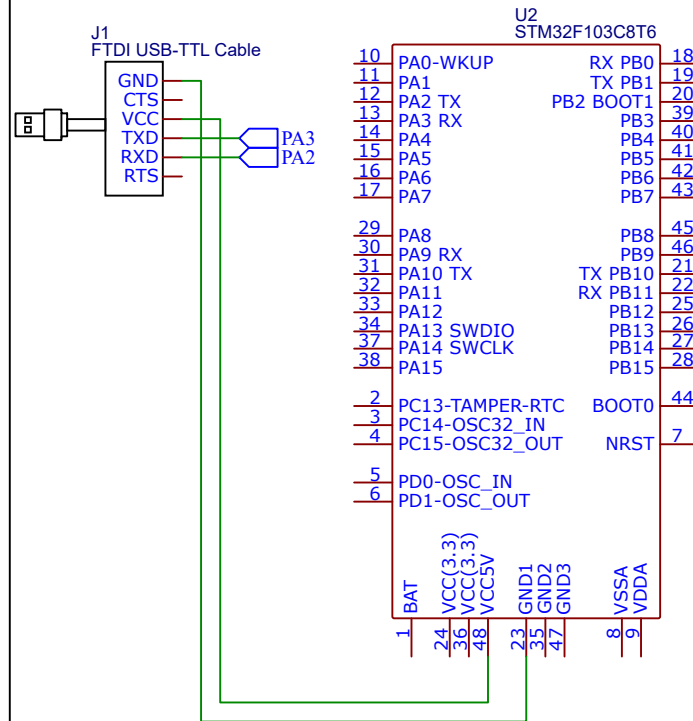 J1
FTDI USB-TTL Cable
GND
CTS
VCC
TXD
RXD
RTS
PA3
PA2
U2
STM32F103C8T6
10 PA0-WKUP RX PB0 18
11 PA1 TX PB1 19
12 PA2 TX PB2 BOOT1 20
13 PA3 RX PB3 39
14 PA4 PB4 40
15 PA5 PB5 41
16 PA6 PB6 42
17 PA7 PB7 43
29 PA8 PB8 45
30 PA9 RX PB9 46
31 PA10 TX TX PB10 21
32 PA11 RX PB11 22
33 PA12 PB12 25
34 PA13 SWDIO PB13 26
37 PA14 SWCLK PB14 27
38 PA15 PB15 28
2 PC13-TAMPER-RTC BOOT0 44
3 PC14-OSC32_IN
4 PC15-OSC32_OUT NRST 7
5 PD0-OSC_IN
6 PD1-OSC_OUT
1 BAT
24 VCC(3.3)
36 VCC(3.3)
48 VCC5V
23 GND1
35 GND2
47 GND3
8 VSSA
9 VDDA